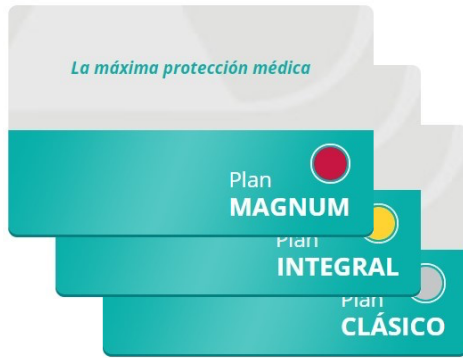 La máxima protección médica
Plan
MAGNUM
Plan
INTEGRAL
Plan
CLÁSICO